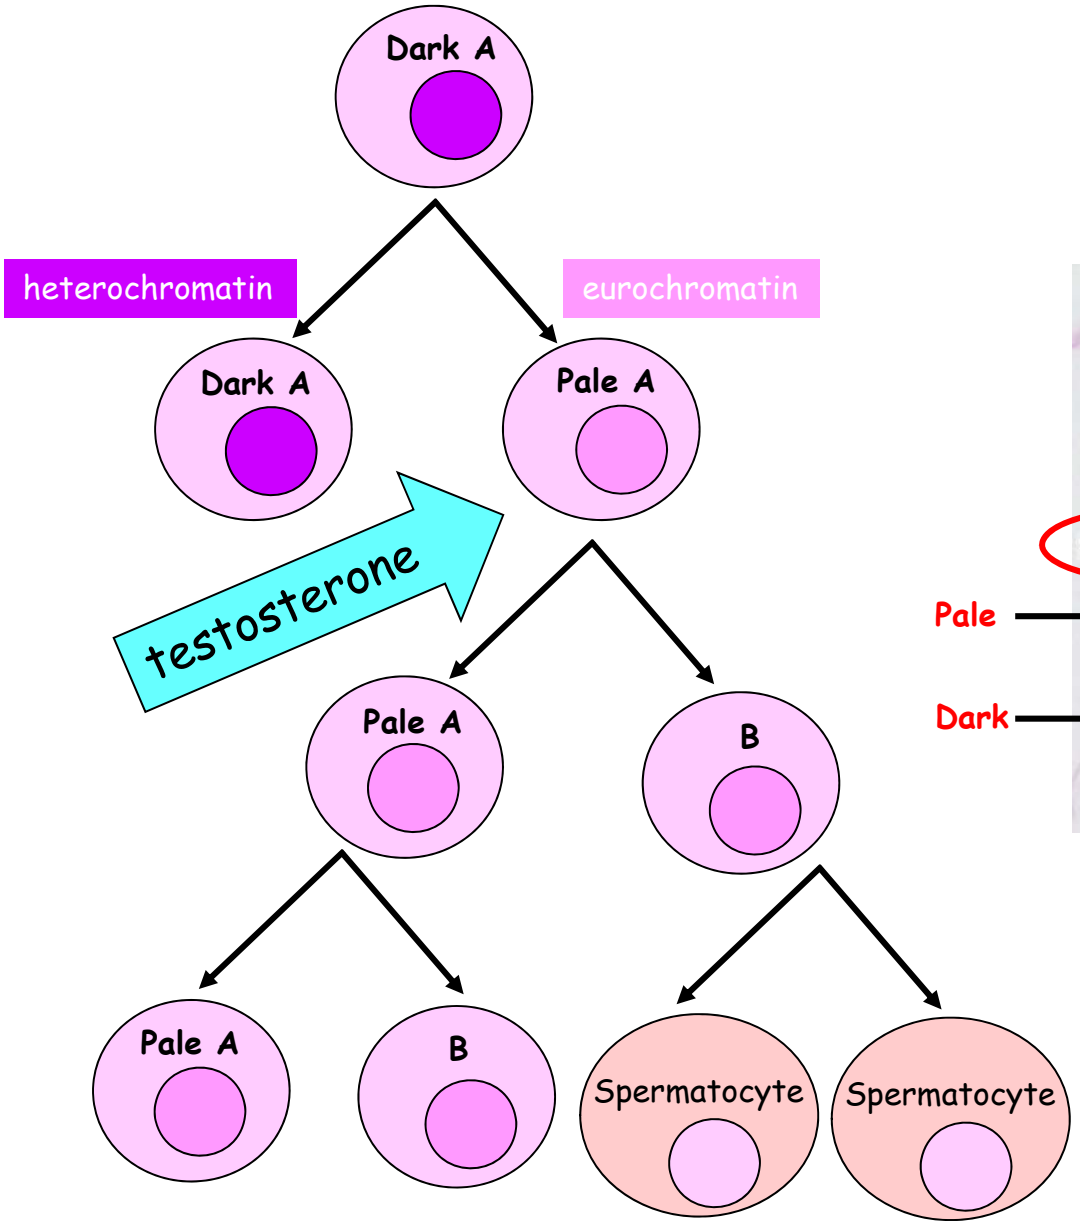 Dark A
heterochromatin
eurochromatin
Dark A
Pale A
testosterone
Pale
Pale A
Dark
B
Pale A
B
Spermatocyte
Spermatocyte